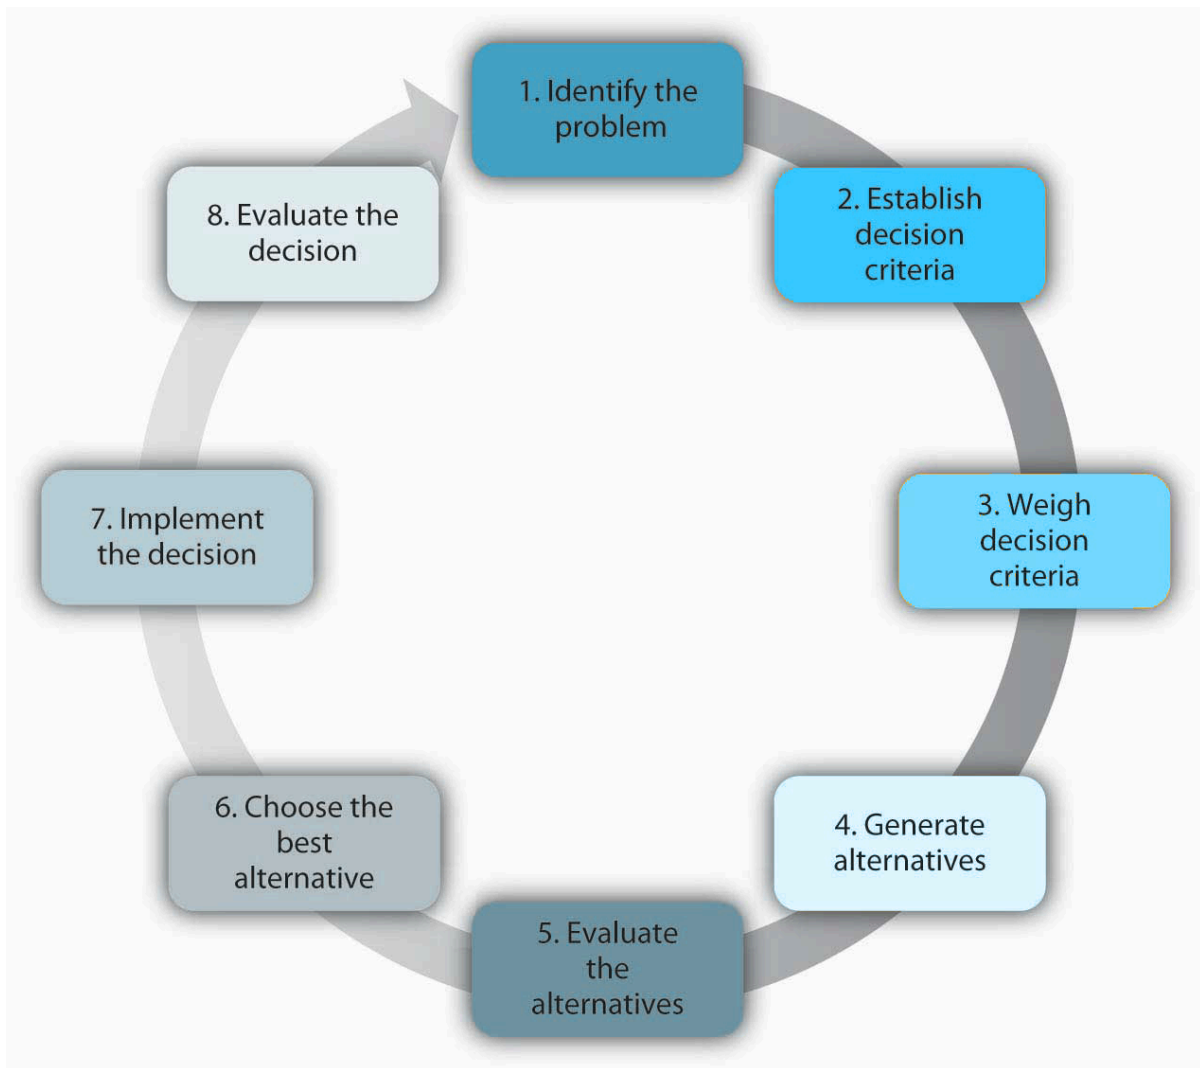 1. Identify the
problem
2. Establish
decision
criteria
3. Weigh
decision
criteria
4. Generate
alternatives
5. Evaluate
the
alternatives
6. Choose the
best
alternative
7. Implement
the decision
8. Evaluate the
decision